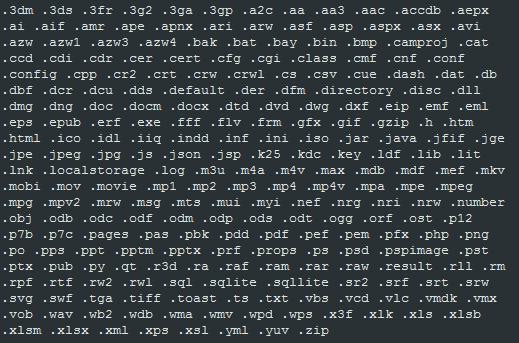 .3dm .3ds .3fr .3g2 .3ga .3gp .a2c .aa .aa3 .aac .accdb .aepx
.ai .aif .amr .ape .apnx .ari .arw .asf .asp .aspx .asx .avi
.azw .azw1 .azw3 .azw4 .bak .bat .bay .bin .bmp .camproj .cat
.ccd .cdi .cdr .cer .cert .cfg .cgi .class .cmf .cnf .conf
.config .cpp .cr2 .crt .crw .crwl .cs .csv .cue .dash .dat .db
.dbf .dcr .dcu .dds .default .der .dfm .directory .disc .dll
.dmg .dng .doc .docm .docx .dtd .dvd .dwg .dxf .eip .emf .eml
.eps .epub .erf .exe .fff .flv .frm .gfx .gif .gzip .h .htm
.html .ico .idl .iiq .indd .inf .ini .iso .jar .java .jfif .jge
.jpe .jpeg .jpg .js .json .jsp .k25 .kdc .key .ldf .lib .lit
.lnk .localstorage .log .m3u .m4a .m4v .max .mdb .mdf .mef .mkv
.mobi .mov .movie .mp1 .mp2 .mp3 .mp4 .mp4v .mpa .mpe .mpeg
.mpg .mpv2 .mrw .msg .mts .mui .myi .nef .nrg .nri .nrw .number
.obj .odb .odc .odf .odm .odp .ods .odt .ogg .orf .ost .p12
.p7b .p7c .pages .pas .pbk .pdd .pdf .pef .pem .pfx .php .png
.po .pps .ppt .pptm .pptx .prf .props .ps .psd .pspimage .pst
.ptx .pub .py .qt .r3d .ra .raf .ram .rar .raw .result .rll .rm
.rpf .rtf .rw2 .rwl .sql .sqlite .sqllite .sr2 .srf .srt .srw
.svg .swf .tga .tiff .toast .ts .txt .vbs .vcd .vlc .vmdk .vmx
.vob .wav .wb2 .wdb .wma .wmv .wpd .wps .x3f .xlk .xls .xlsb
.xlsm .xlsx .xml .xps .xsl .yml .yuv .zip